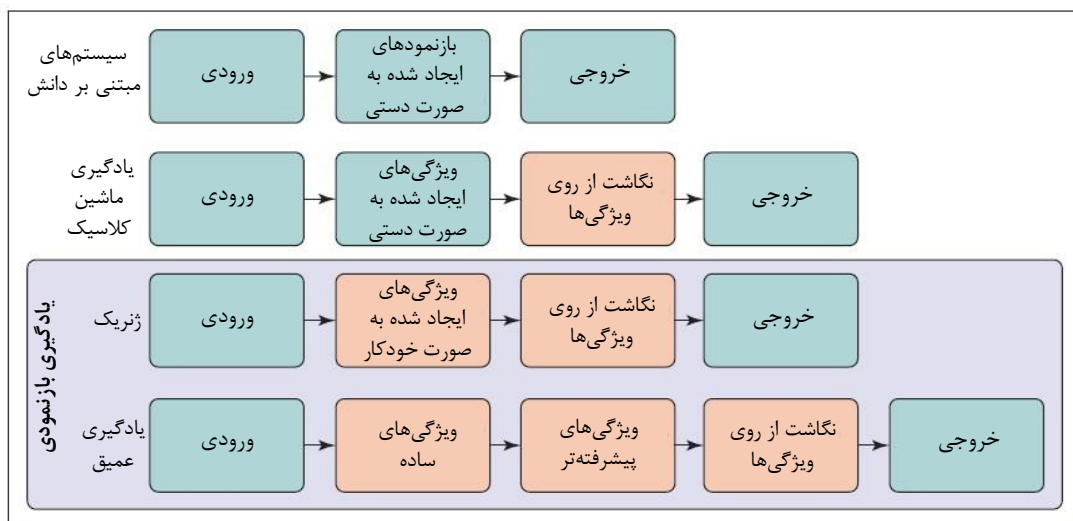 سیستم‌های
مبتنی بر دانش
ورودی
بازنمودهای
ایجاد شده به
صورت دستی
خروجی
یادگیری
ماشین
کلاسیک
ورودی
ویژگی‌های
ایجاد شده به
صورت دستی
نگاشت از روی
ویژگی‌ها
خروجی
یادگیری بازنمودی
ژنریک
ورودی
ویژگی‌های
ایجاد شده به
صورت خودکار
نگاشت از روی
ویژگی‌ها
خروجی
یادگیری
عمیق
ورودی
ویژگی‌های
ساده
ویژگی‌های
پیشرفته‌تر
نگاشت از روی
ویژگی‌ها
خروجی